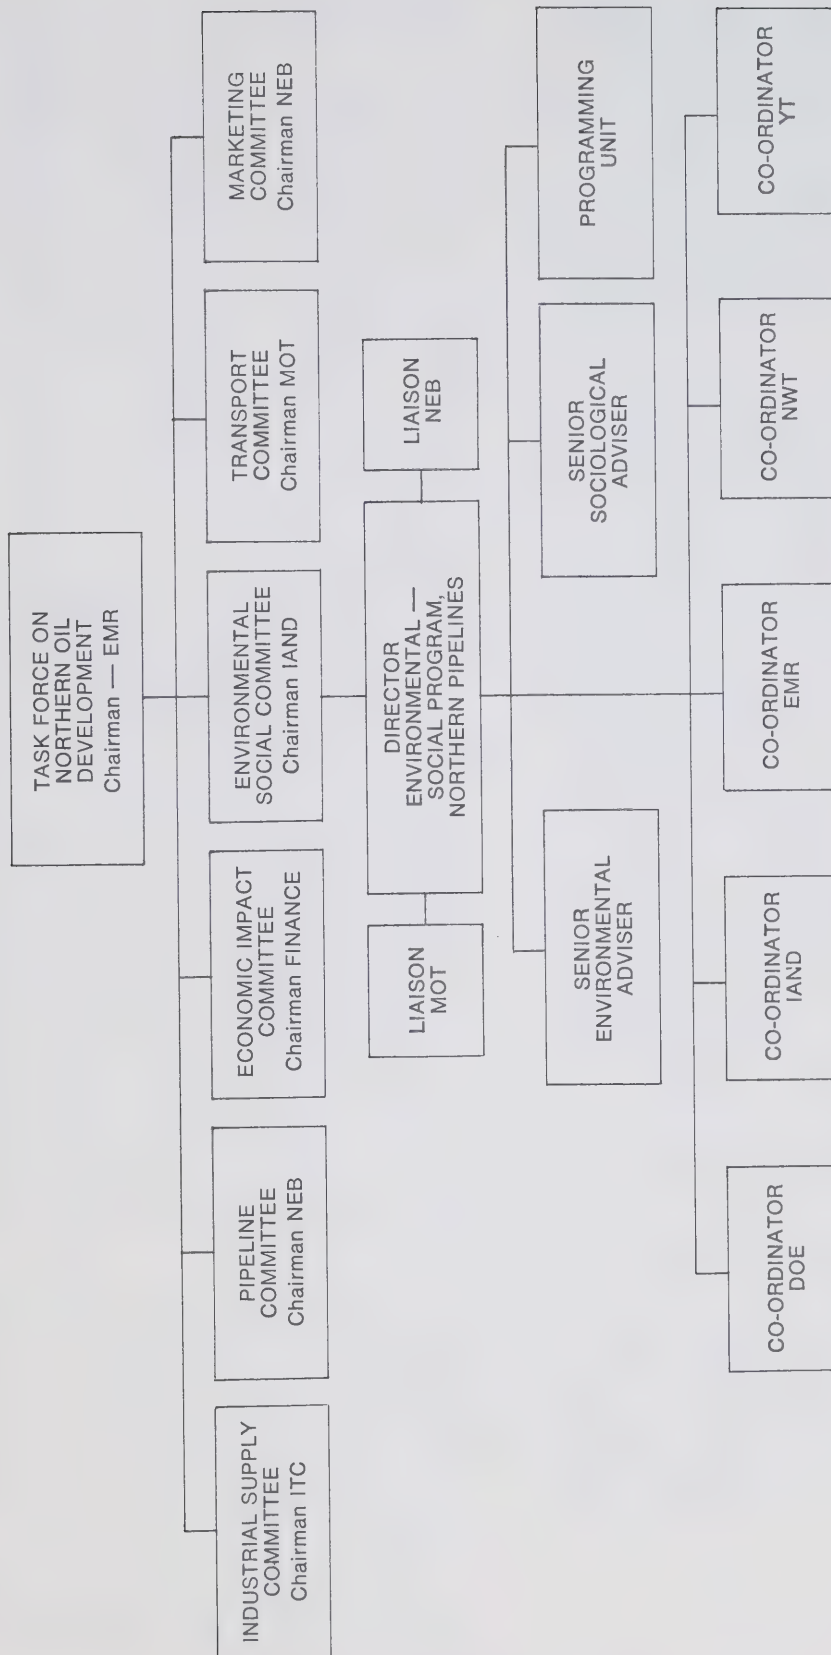 TASK FORCE ON
NORTHERN OIL
DEVELOPMENT
Chairman — EMR
INDUSTRIAL SUPPLY
COMMITTEE
Chairman ITC
PIPELINE
COMMITTEE
Chairman NEB
ECONOMIC IMPACT
COMMITTEE
Chairman FINANCE
ENVIRONMENTAL
SOCIAL COMMITTEE
Chairman IAND
TRANSPORT
COMMITTEE
Chairman MOT
MARKETING
COMMITTEE
Chairman NEB
LIAISON
MOT
DIRECTOR
ENVIRONMENTAL —
SOCIAL PROGRAM,
NORTHERN PIPELINES
LIAISON
NEB
SENIOR
ENVIRONMENTAL
ADVISER
SENIOR
SOCIOLOGICAL
ADVISER
PROGRAMMING
UNIT
CO-ORDINATOR
DOE
CO-ORDINATOR
IAND
CO-ORDINATOR
EMR
CO-ORDINATOR
NWT
CO-ORDINATOR
YT